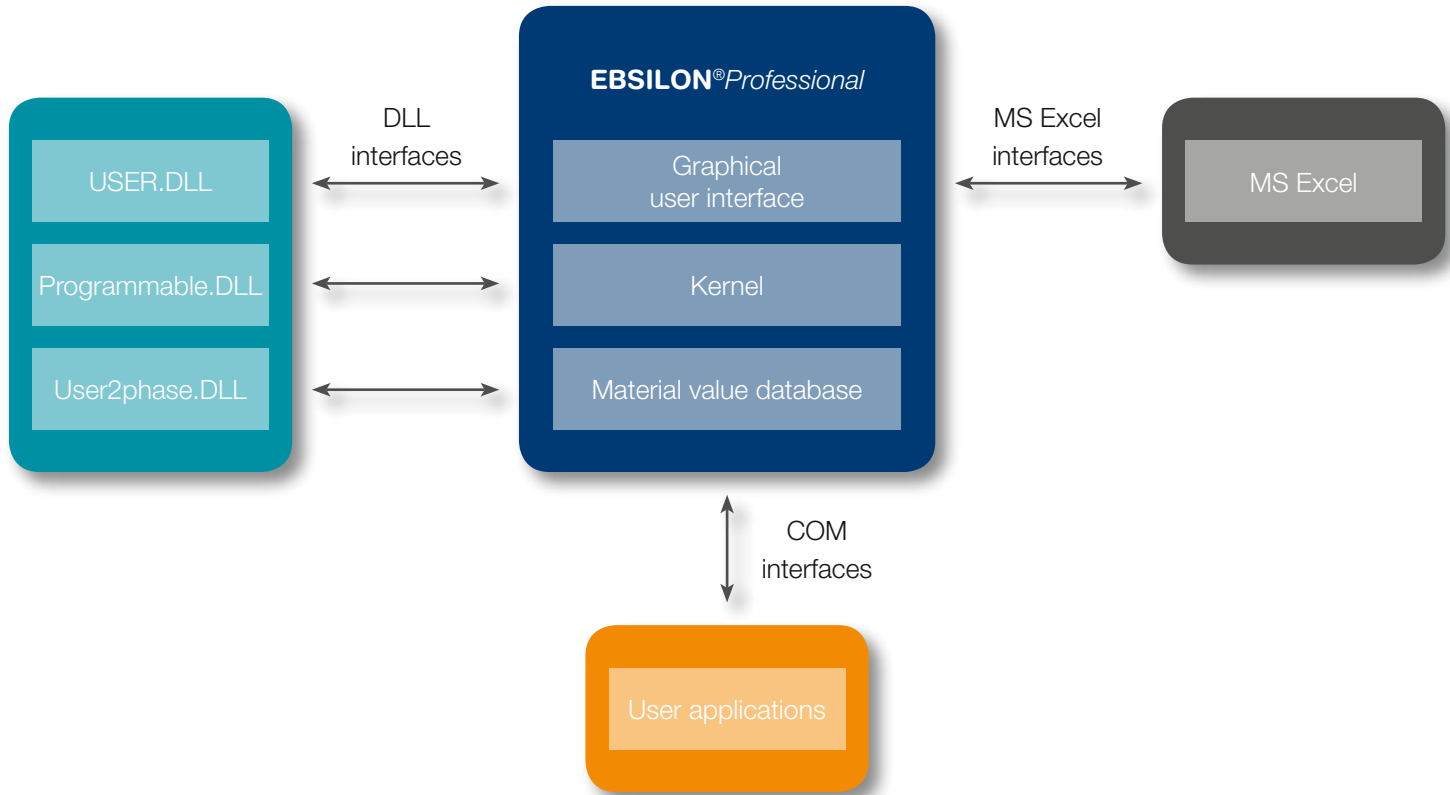 EBSILON®Professional
DLL
interfaces
MS Excel
interfaces
USER.DLL
Graphical
user interface
MS Excel
Programmable.DLL
Kernel
User2phase.DLL
Material value database
COM
interfaces
User applications